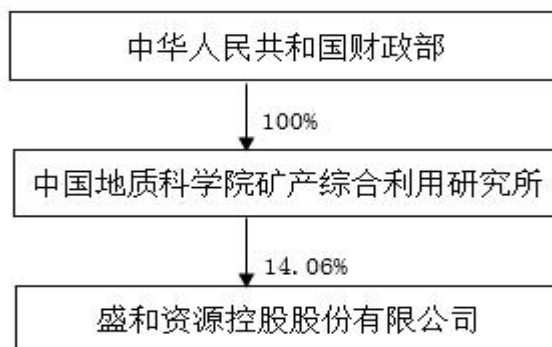 中华人民共和国财政部
100%
中国地质科学院矿产综合利用研究所
14.06%
盛和资源控股股份有限公司